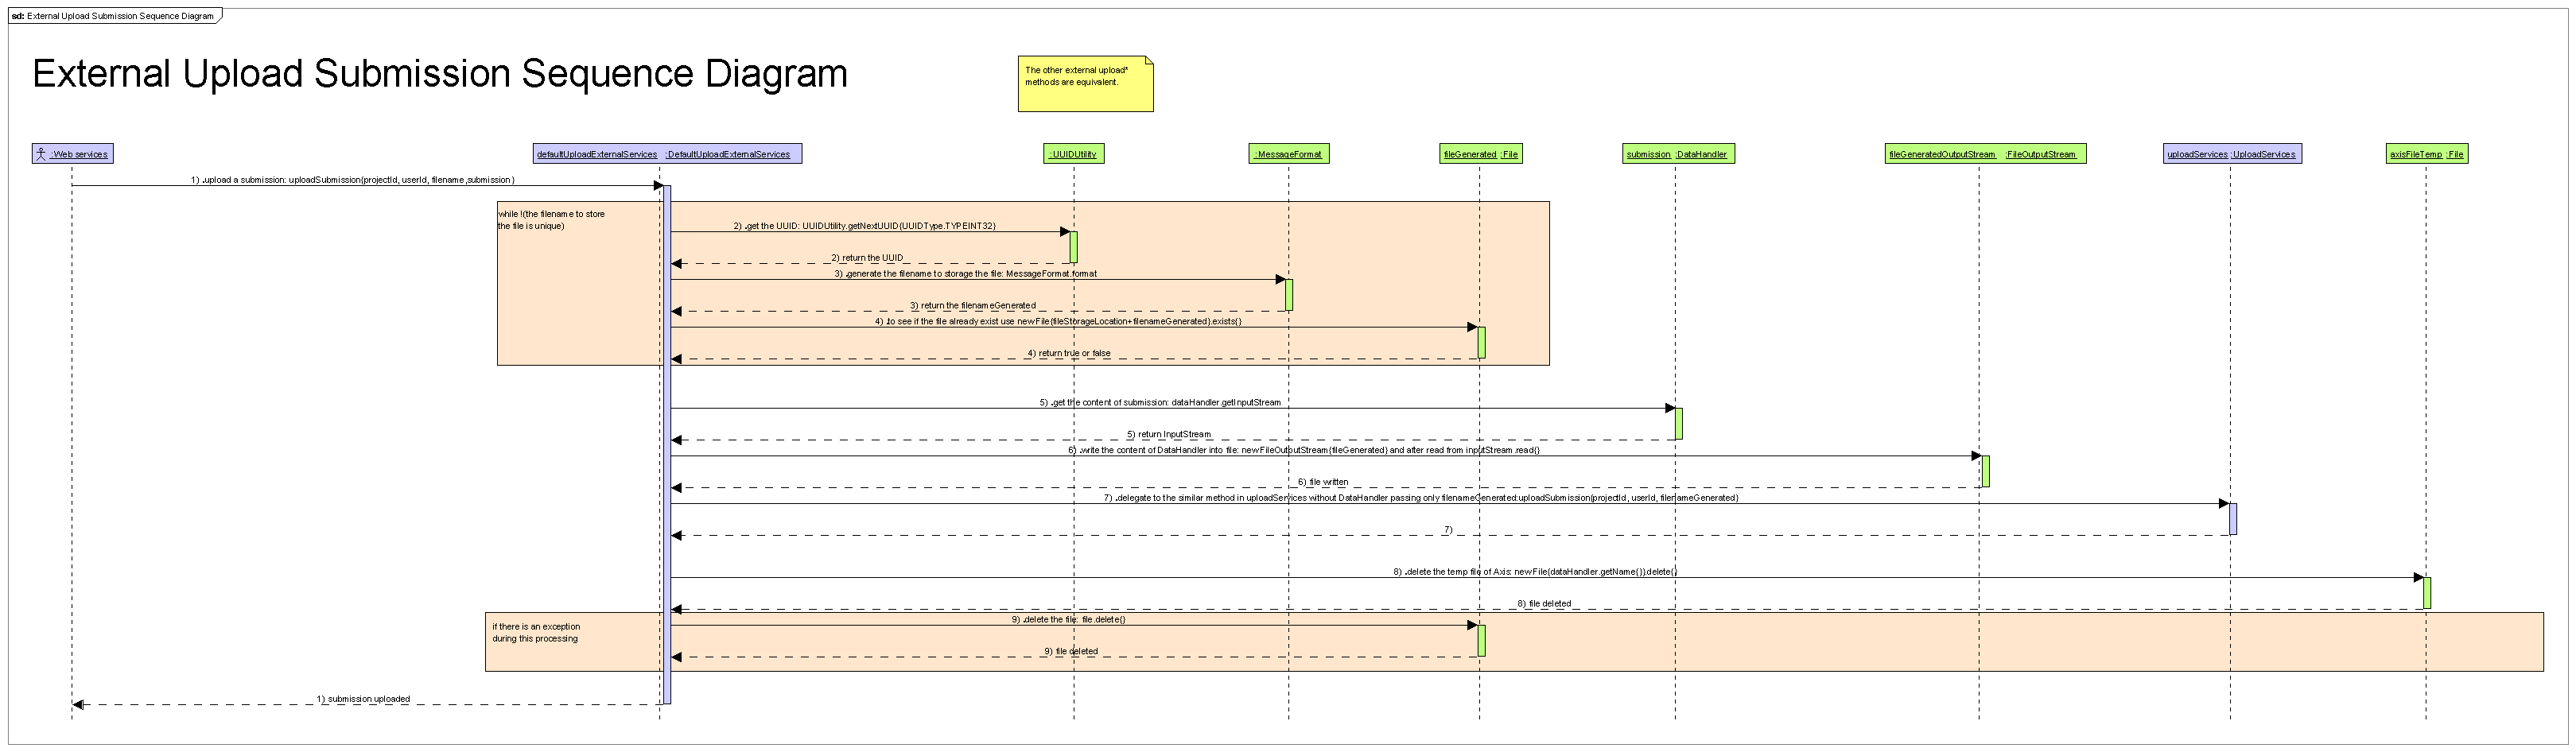 sd: External Upload Submission Sequence Diagram
External Upload Submission Sequence Diagram
The other external upload*
methods are equivalent.
:Web services
defaultUploadExternalServices :DefaultUploadExternalServices
:UUIDUtility
:MessageFormat
fileGenerated :File
submission :DataHandler
fileGeneratedOutputStream :FileOutputStream
uploadServices :UploadServices
axisFileTemp :File
1) .upload a submission: uploadSubmission(projectId, userId, filename,submission )
while !(the filename to store
the file is unique)
2) .get the UUID: UUIDUtility.getNextUUID(UUIDType.TYPEINT32)
2) return the UUID
3) .generate the filename to storage the file: MessageFormat.format
3) return the filenameGenerated
4) .to see if the file already exist use new File(fileStorageLocation+filenameGenerated).exists()
4) return true or false
5) .get the content of submission: dataHandler.getInputStream
5) return InputStream
6) .write the content of DataHandler into file: new FileOutputStream(fileGenerated) and after read from inputStream.read()
6) file written
7) .delegate to the similar method in uploadServices without DataHandler passing only filenameGenerated:uploadSubmission(projectId, userId, filenameGenerated)
7)
8) .delete the temp file of Axis: new File(dataHandler.getName()).delete()
8) file deleted
if there is an exception
during this processing
9) .delete the file: file.delete()
9) file deleted
1) submission uploaded